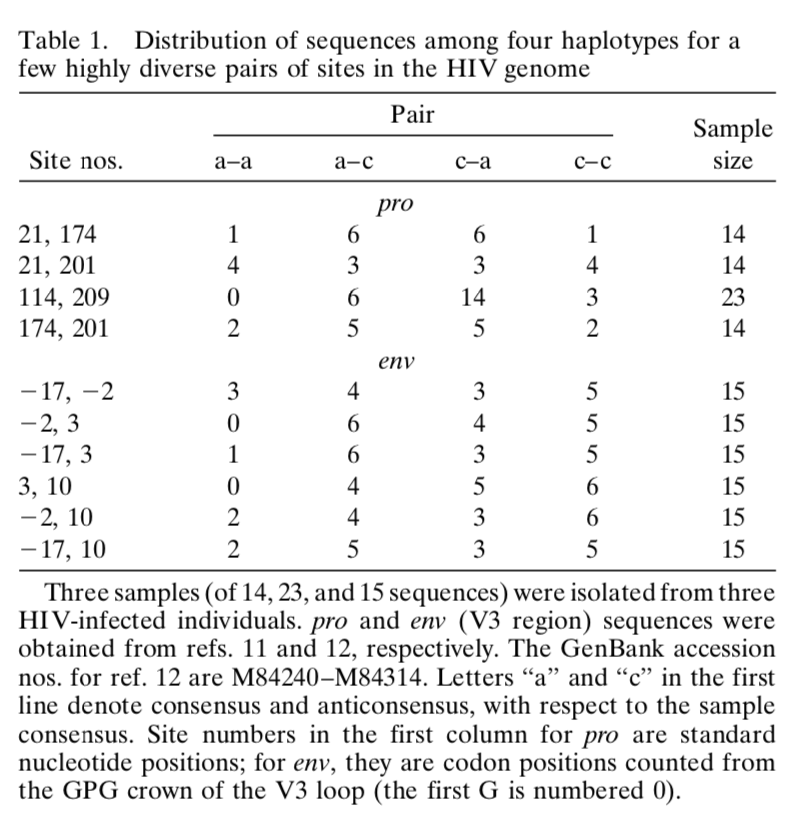 Table 1. Distribution of sequences among four haplotypes for a
few highly diverse pairs of sites in the HIV genome
Pair
Sample
Site nos. a–a a–c c–a c–c size
pro
21, 174 1 6 6 1 14
21, 201 4 3 3 4 14
114, 209 0 6 14 3 23
174, 201 2 5 5 2 14
env
−17, −2 3 4 3 5 15
−2, 3 0 6 4 5 15
−17, 3 1 6 3 5 15
3, 10 0 4 5 6 15
−2, 10 2 4 3 6 15
−17, 10 2 5 3 5 15
Three samples (of 14, 23, and 15 sequences) were isolated from three
HIV-infected individuals. pro and env (V3 region) sequences were
obtained from refs. 11 and 12, respectively. The GenBank accession
nos. for ref. 12 are M84240–M84314. Letters “a” and “c” in the first
line denote consensus and anticonsensus, with respect to the sample
consensus. Site numbers in the first column for pro are standard
nucleotide positions; for env, they are codon positions counted from
the GPG crown of the V3 loop (the first G is numbered 0).